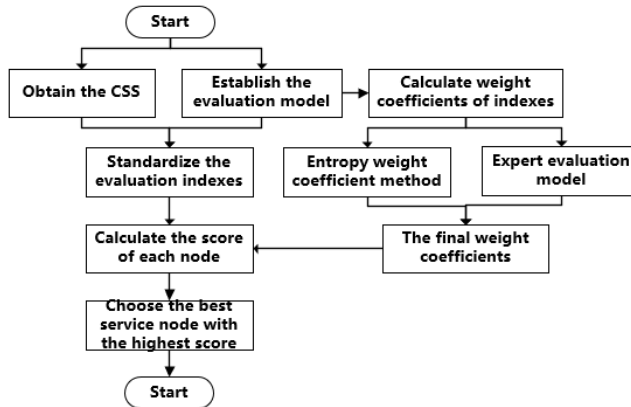 Start
Obtain the CSS
Establish the
evaluation model
Calculate weight
coefficients of indexes
Standardize the
evaluation indexes
Entropy weight
coefficient method
Expert evaluation
model
Calculate the score
of each node
The final weight
coefficients
Choose the best
service node with
the highest score
Start